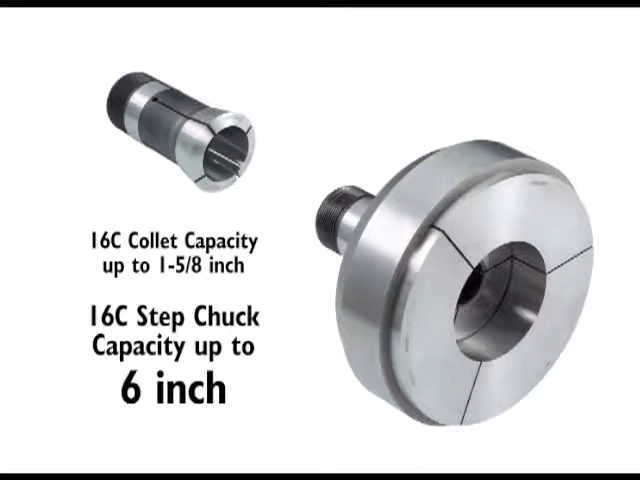 16C Collet Capacity
up to 1-5/8 inch
16C Step Chuck
Capacity up to
6 inch